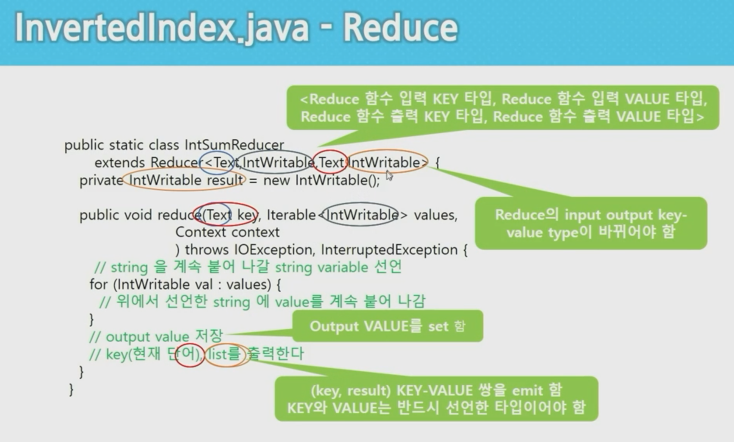 InvertedIndex.java - Reduce
<Reduce 함수 입력 KEY 타입, Reduce 함수 입력 VALUE 타입,
Reduce 함수 출력 KEY 타입, Reduce 함수 출력 VALUE 타입>
public static class IntSumReducer
extends Reducer<Text,IntWritable,Text,IntWritable> {
private IntWritable result = new IntWritable();
public void reduce(Text key, Iterable<IntWritable> values,
Context context
) throws IOException, InterruptedException {
Reduce의 input output key-
value type이 바뀌어야 함
// string 을 계속 붙어 나갈 string variable 선언
for (IntWritable val : values) {
// 위에서 선언한 string 에 value를 계속 붙어 나감
}
// output value 저장
Output VALUE를 set 함
// key(현재 단어), list를 출력한다
}
}
(key, result) KEY-VALUE 쌍을 emit 함
KEY와 VALUE는 반드시 선언한 타입이어야 함